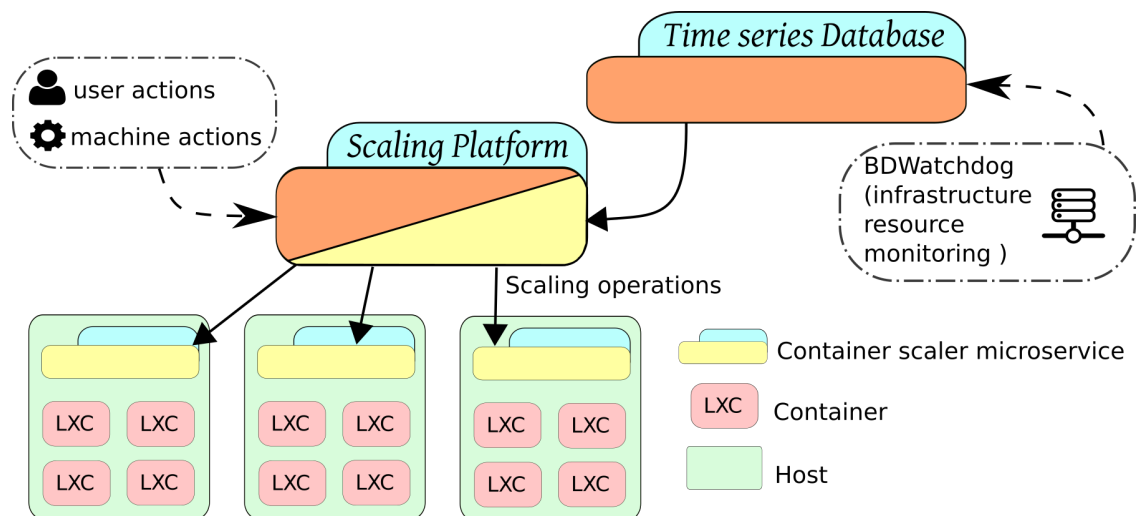 Time series Database
user actions
machine actions
Scaling Platform
BDWatchdog
(infrastructure
resource
monitoring )
Scaling operations
Container scaler microservice
LXC LXC
LXC LXC
LXC LXC
LXC LXC
LXC LXC
LXC LXC
LXC
Container
Host